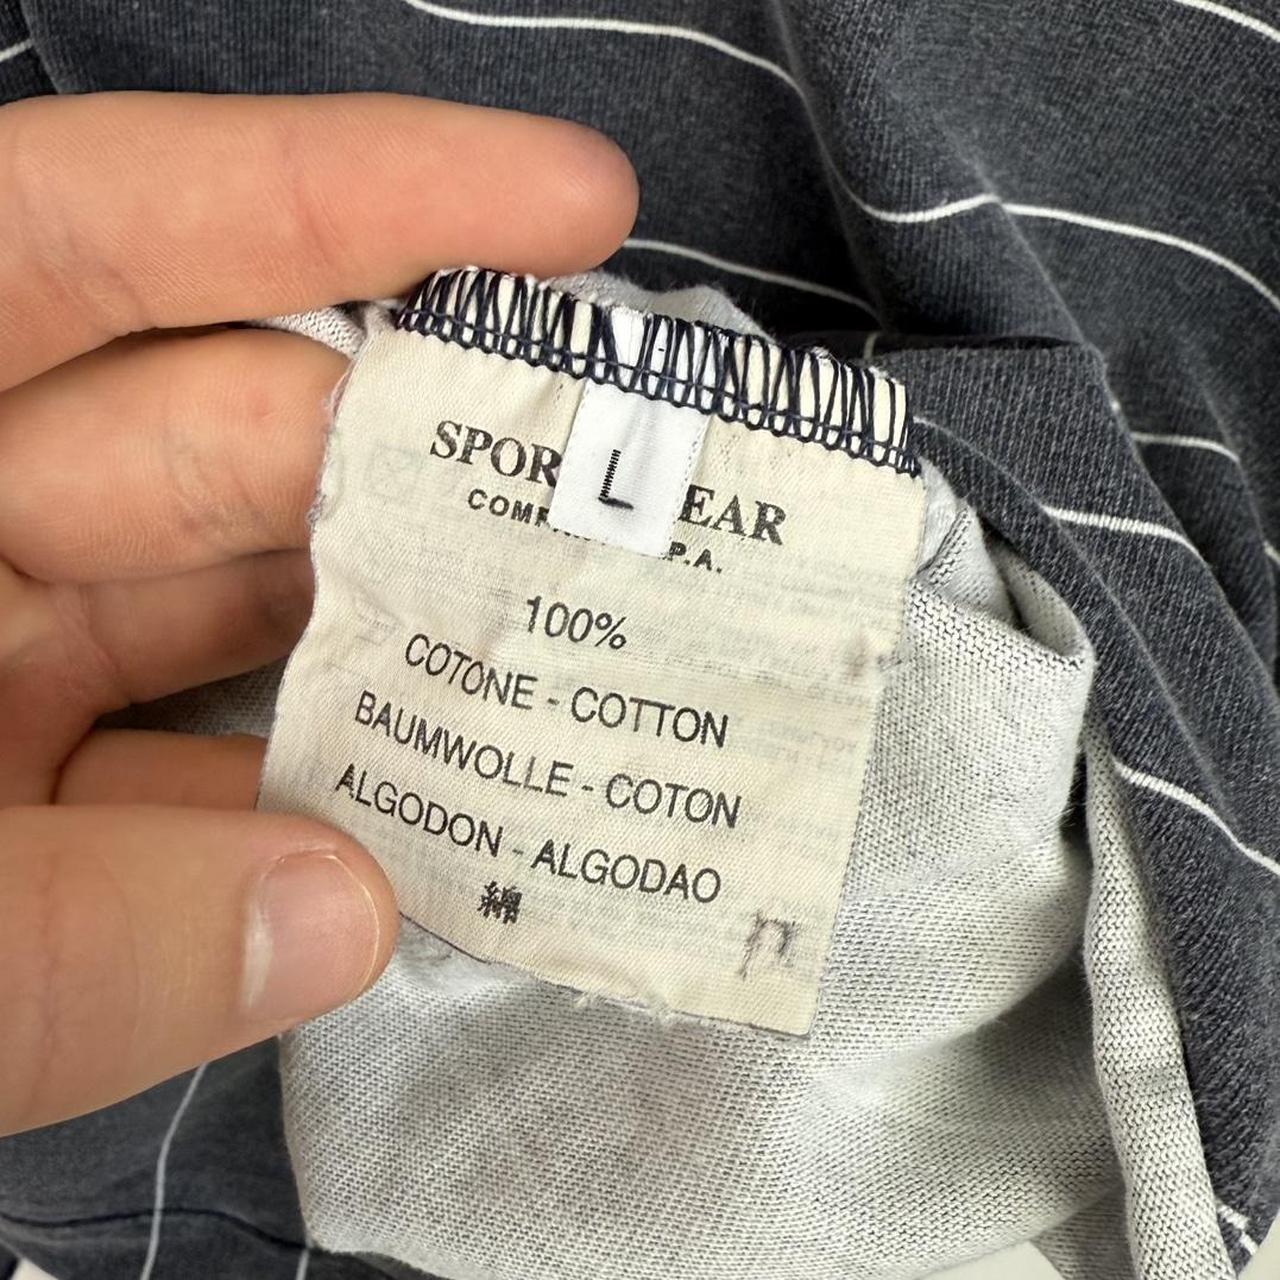 SPOR L EAR
COMP P.A.
100%
COTONE - COTTON
BAUMWOLLE - COTON
ALGODON - ALGODAO
綿